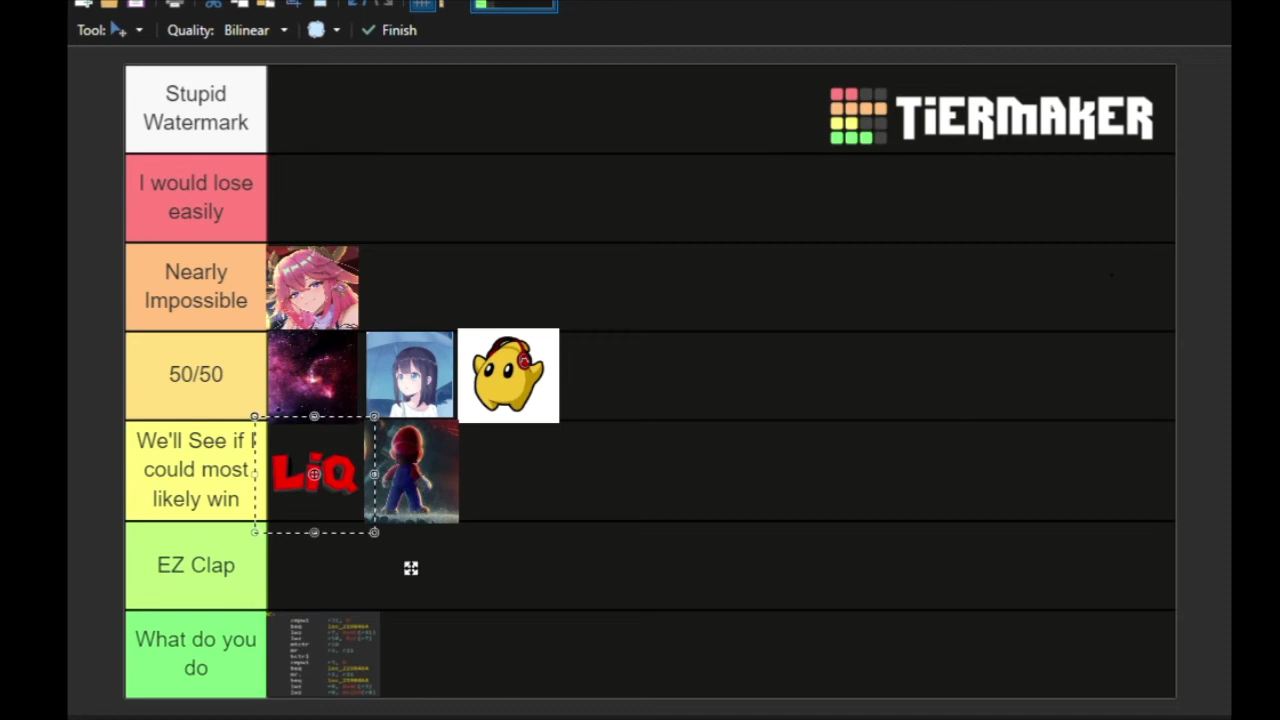 Tool:
Quality: Bilinear
Finish
Stupid
Watermark
TiERMAKER
I would lose
easily
Nearly
Impossible
50/50
We'll See if I
could most
likely win
LiQ
EZ Clap
What do you
do